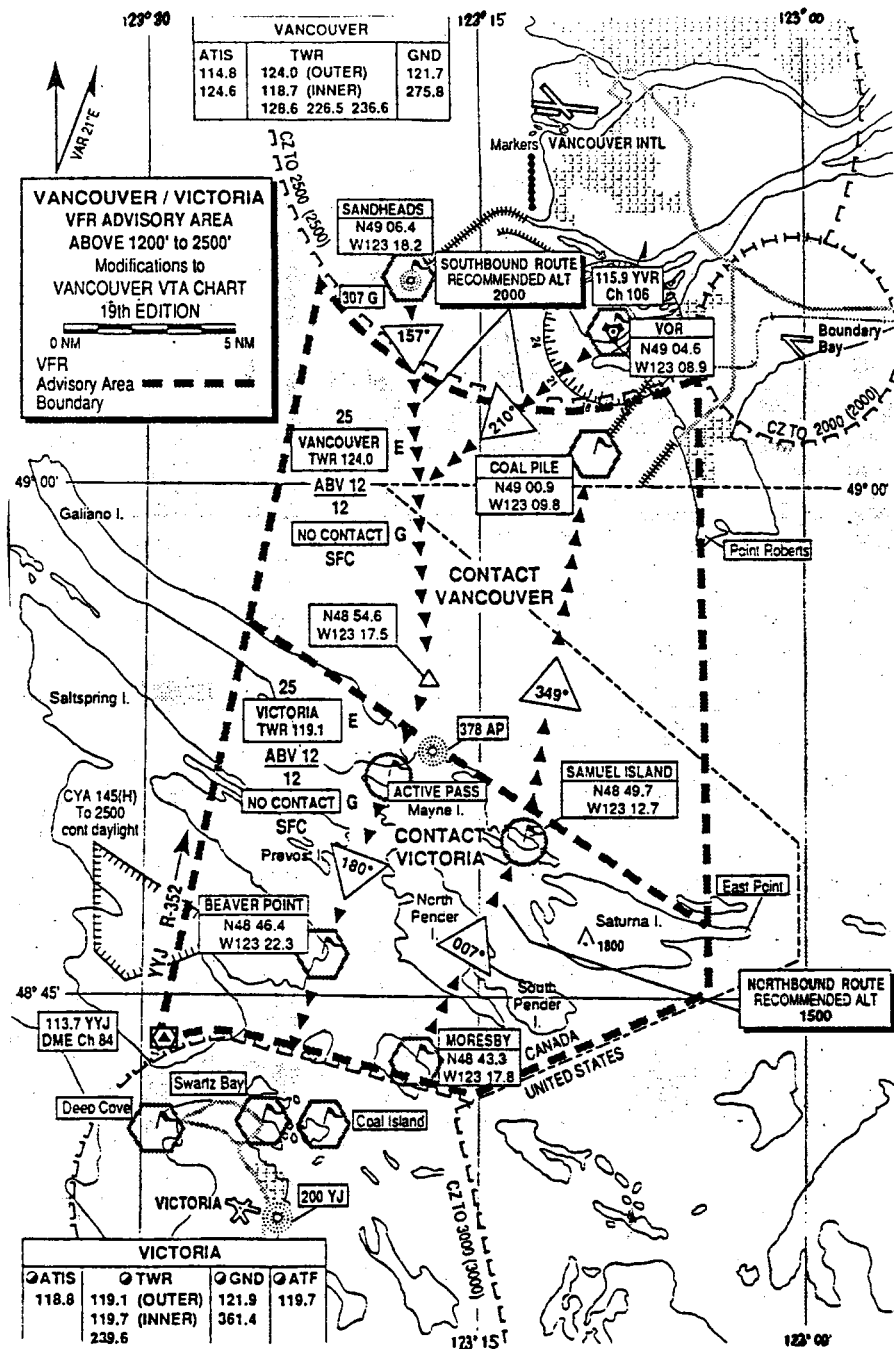 123° 30'
123° 15'
123° 00'
VANCOUVER
ATIS TWR GND
114.8 124.0 (OUTER) 121.7
124.6 118.7 (INNER) 275.8
126.6 226.5 236.6
VAR 21°E
CZ TO 2500 (2500)
Markers
VANCOUVER INTL
VANCOUVER / VICTORIA
VFR ADVISORY AREA
ABOVE 1200' to 2500'
Modifications to
VANCOUVER VTA CHART
19th EDITION
0 NM 5 NM
VFR
Advisory Area
Boundary
SANDHEADS
N49 06.4
W123 18.2
307 G
SOUTHBOUND ROUTE
RECOMMENDED ALT
2000
115.9 YVR
Ch 106
VOR
N49 04.6
W123 08.9
24
21
Boundary
Bay
157°
210°
CZ TO 2000 (2000)
25
VANCOUVER
TWR 124.0
E
ABV 12
12
NO CONTACT
G
SFC
COAL PILE
N49 00.9
W123 09.8
49° 00'
49° 00'
Galiano I.
Point Roberts
CONTACT
VANCOUVER
N48 54.6
W123 17.5
349°
Saltspring I.
25
VICTORIA
TWR 119.1
E
ABV 12
12
NO CONTACT
G
SFC
378 AP
ACTIVE PASS
Mayne I.
SAMUEL ISLAND
N48 49.7
W123 12.7
CYA 145(H)
To 2500
cont daylight
Prevost I.
CONTACT
VICTORIA
180°
YYJ R-352
BEAVER POINT
N48 46.4
W123 22.3
North
Pender
I.
007°
East Point
Saturna I.
1800
48° 45'
South
Pender
I.
NORTHBOUND ROUTE
RECOMMENDED ALT
1500
113.7 YYJ
DME Ch 84
MORESBY
N48 43.3
W123 17.8
CANADA
UNITED STATES
Swartz Bay
Deep Cove
Coal Island
VICTORIA
200 YJ
CZ TO 3000 (3000)
VICTORIA
ATIS TWR GND ATF
118.8 119.1 (OUTER) 121.9 119.7
119.7 (INNER) 361.4
239.6
123° 15'
123° 00'